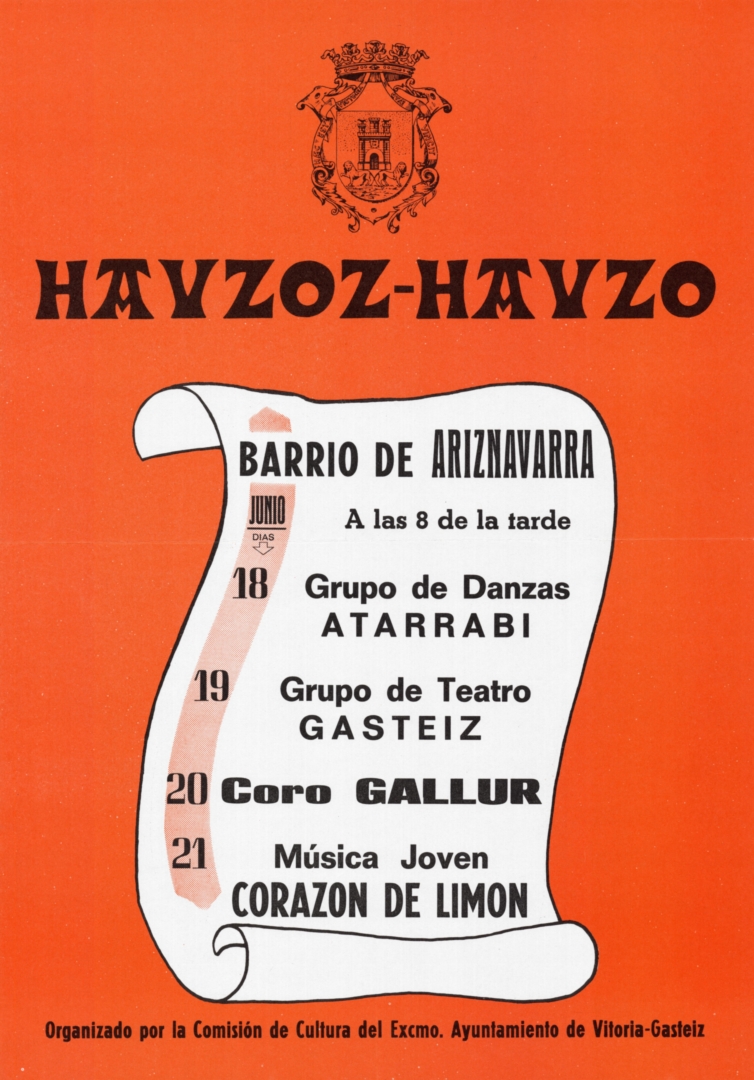 HAVZOZ-HAVZO
BARRIO DE ARIZNAVARRA
JUNIO
A las 8 de la tarde
DIAS
18 Grupo de Danzas
ATARRABI
19 Grupo de Teatro
GASTEIZ
20 Coro GALLUR
21 Música Joven
CORAZON DE LIMON
Organizado por la Comisión de Cultura del Excmo. Ayuntamiento de Vitoria-Gasteiz